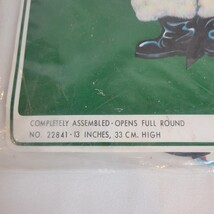 COMPLETELY ASSEMBLED-OPENS FULL ROUND
NO. 22841-13 INCHES, 33 CM. HIGH